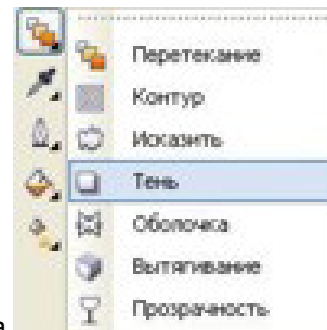 Перетекание
Контур
Исказить
Тень
Оболочка
Вытягивание
Прозрачность
а